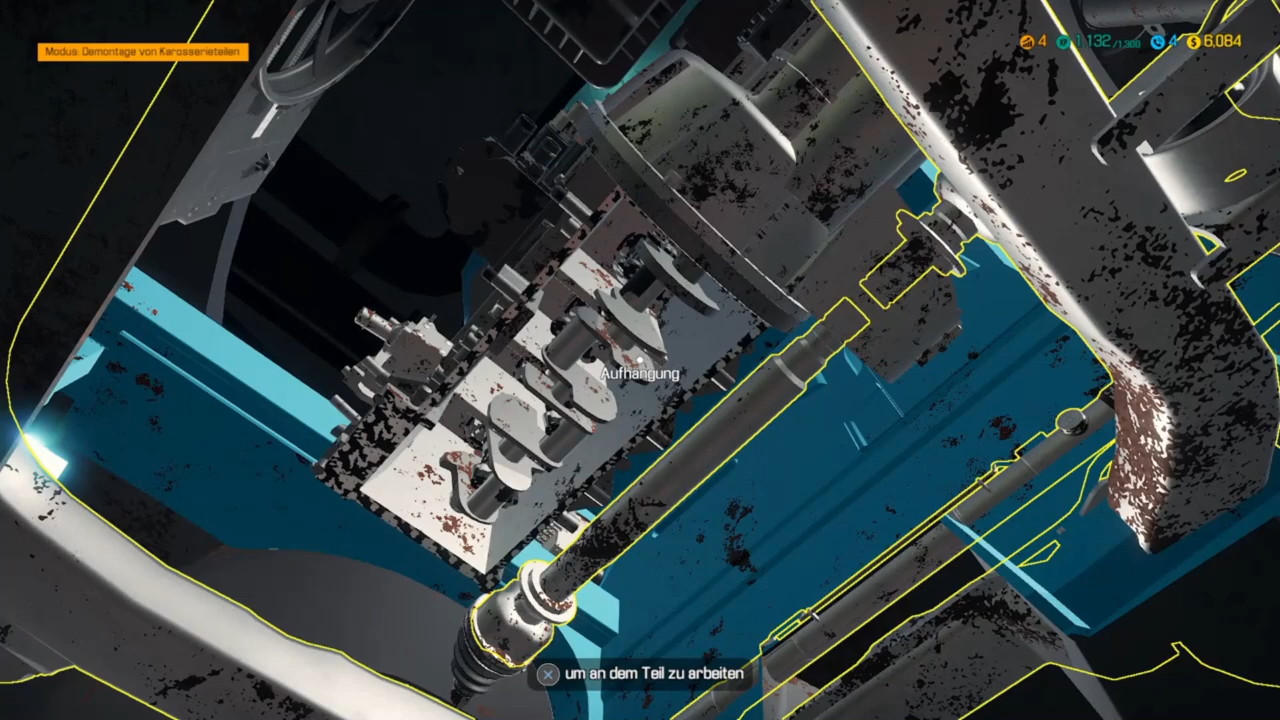 Modus: Demontage von Karosserieteilen
4 1,132/1,300 4 6,084
Aufhängung
um an dem Teil zu arbeiten